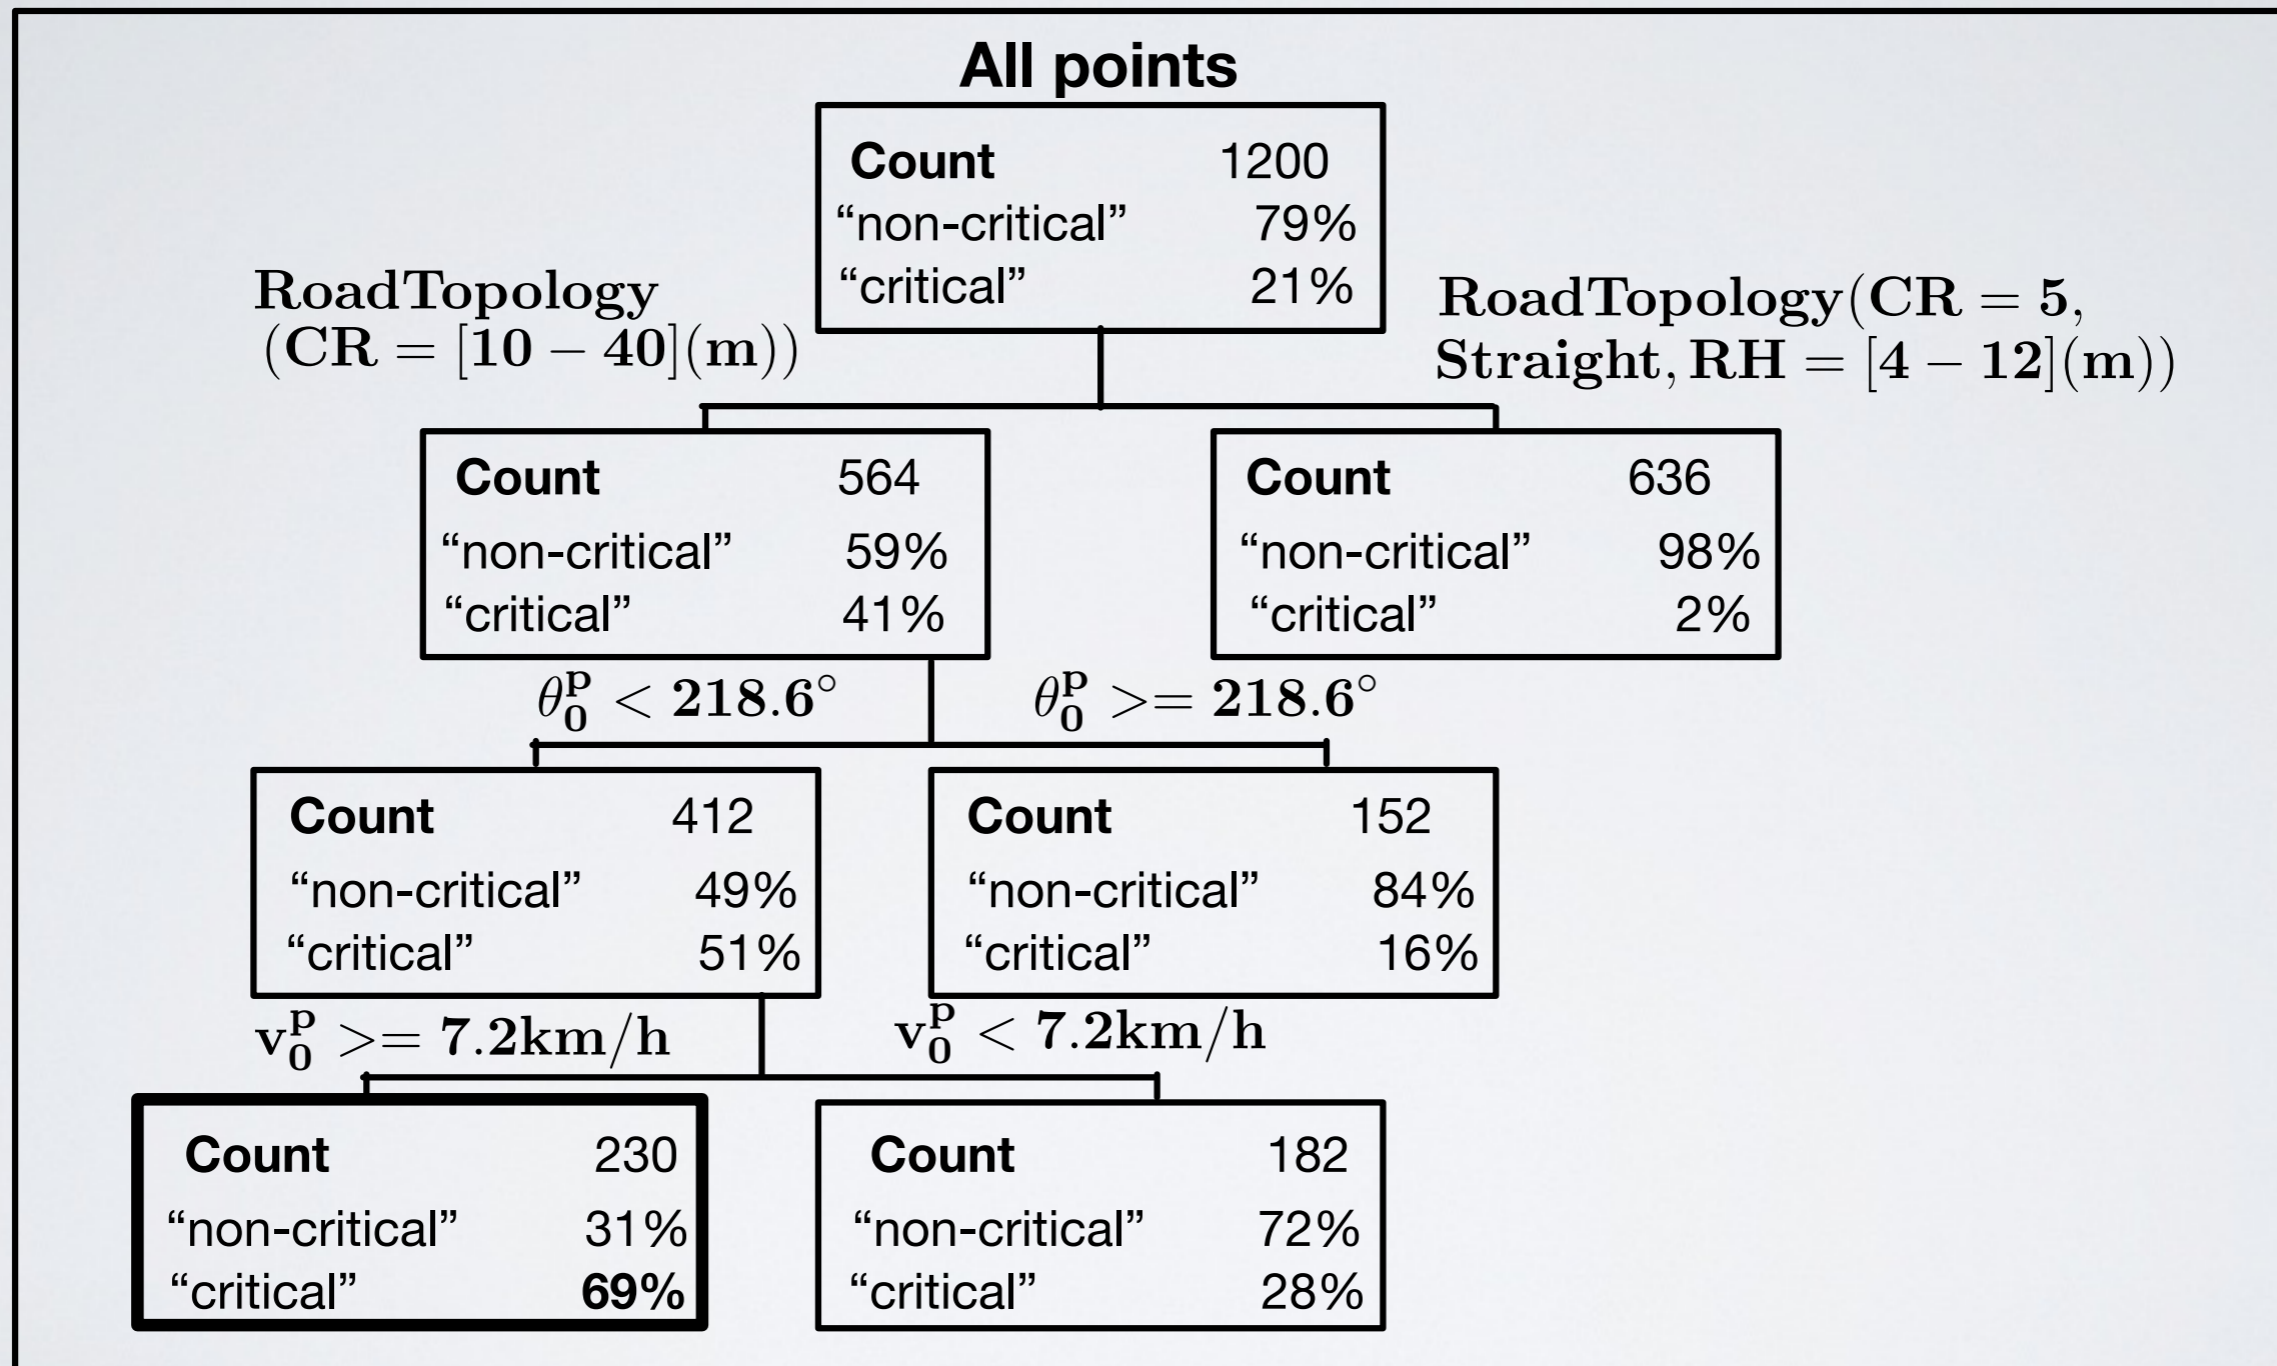 All points
Count 1200
“non-critical” 79%
“critical” 21%
RoadTopology
(CR = [10 − 40](m))
RoadTopology(CR = 5,
Straight, RH = [4 − 12](m))
Count 564
“non-critical” 59%
“critical” 41%
Count 636
“non-critical” 98%
“critical” 2%
θ₀ᵖ < 218.6°
θ₀ᵖ >= 218.6°
Count 412
“non-critical” 49%
“critical” 51%
Count 152
“non-critical” 84%
“critical” 16%
v₀ᵖ >= 7.2km/h
v₀ᵖ < 7.2km/h
Count 230
“non-critical” 31%
“critical” 69%
Count 182
“non-critical” 72%
“critical” 28%